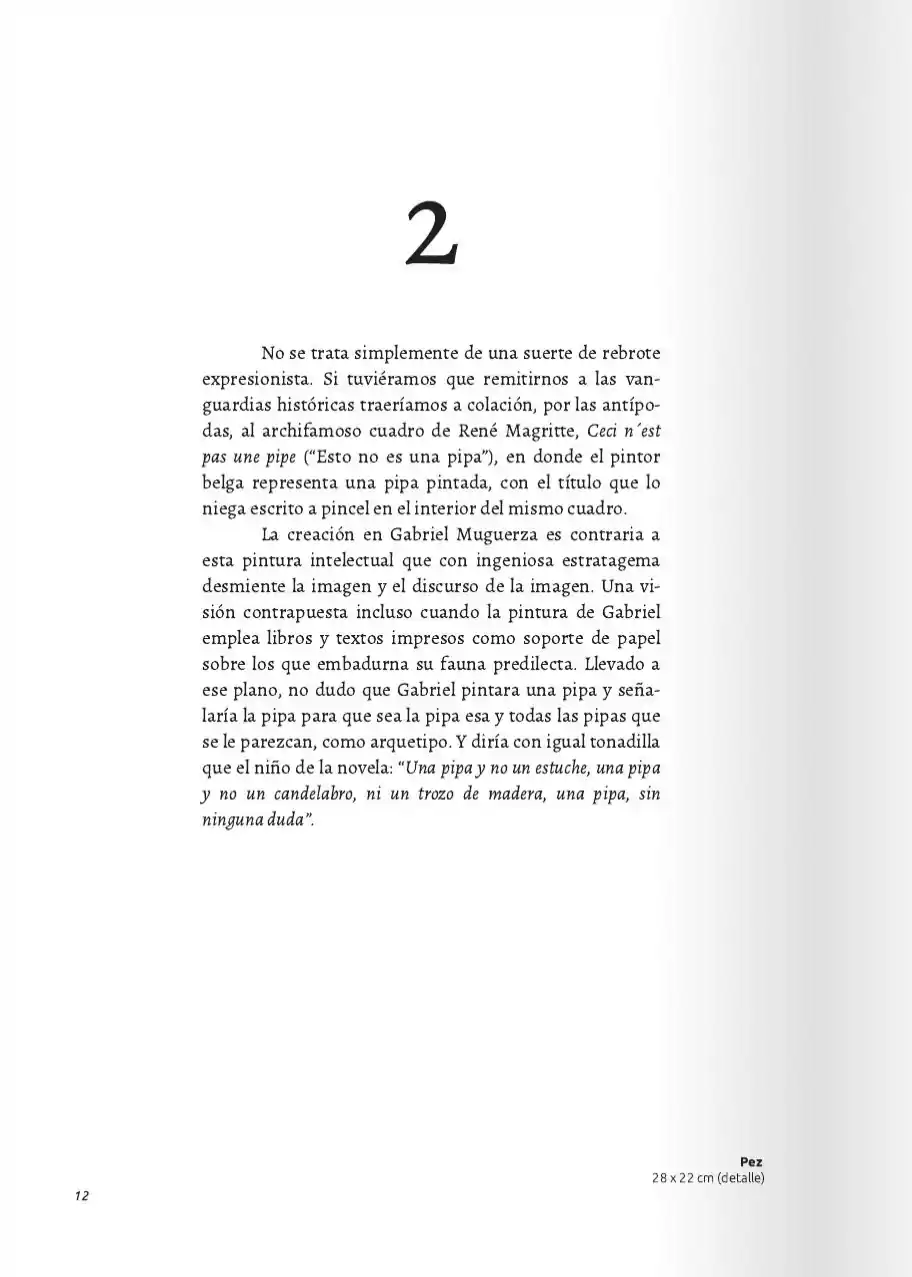 2
No se trata simplemente de una suerte de rebrote
expresionista. Si tuviéramos que remitirnos a las van-
guardias históricas traeríamos a colación, por las antípo-
das, al archifamoso cuadro de René Magritte, Ceci n´est
pas une pipe (“Esto no es una pipa”), en donde el pintor
belga representa una pipa pintada, con el título que lo
niega escrito a pincel en el interior del mismo cuadro.
La creación en Gabriel Muguerza es contraria a
esta pintura intelectual que con ingeniosa estratagema
desmiente la imagen y el discurso de la imagen. Una vi-
sión contrapuesta incluso cuando la pintura de Gabriel
emplea libros y textos impresos como soporte de papel
sobre los que embadurna su fauna predilecta. Llevado a
ese plano, no dudo que Gabriel pintara una pipa y seña-
laría la pipa para que sea la pipa esa y todas las pipas que
se le parezcan, como arquetipo. Y diría con igual tonadilla
que el niño de la novela: “Una pipa y no un estuche, una pipa
y no un candelabro, ni un trozo de madera, una pipa, sin
ninguna duda”.
Pez
28 x 22 cm (detalle)
12